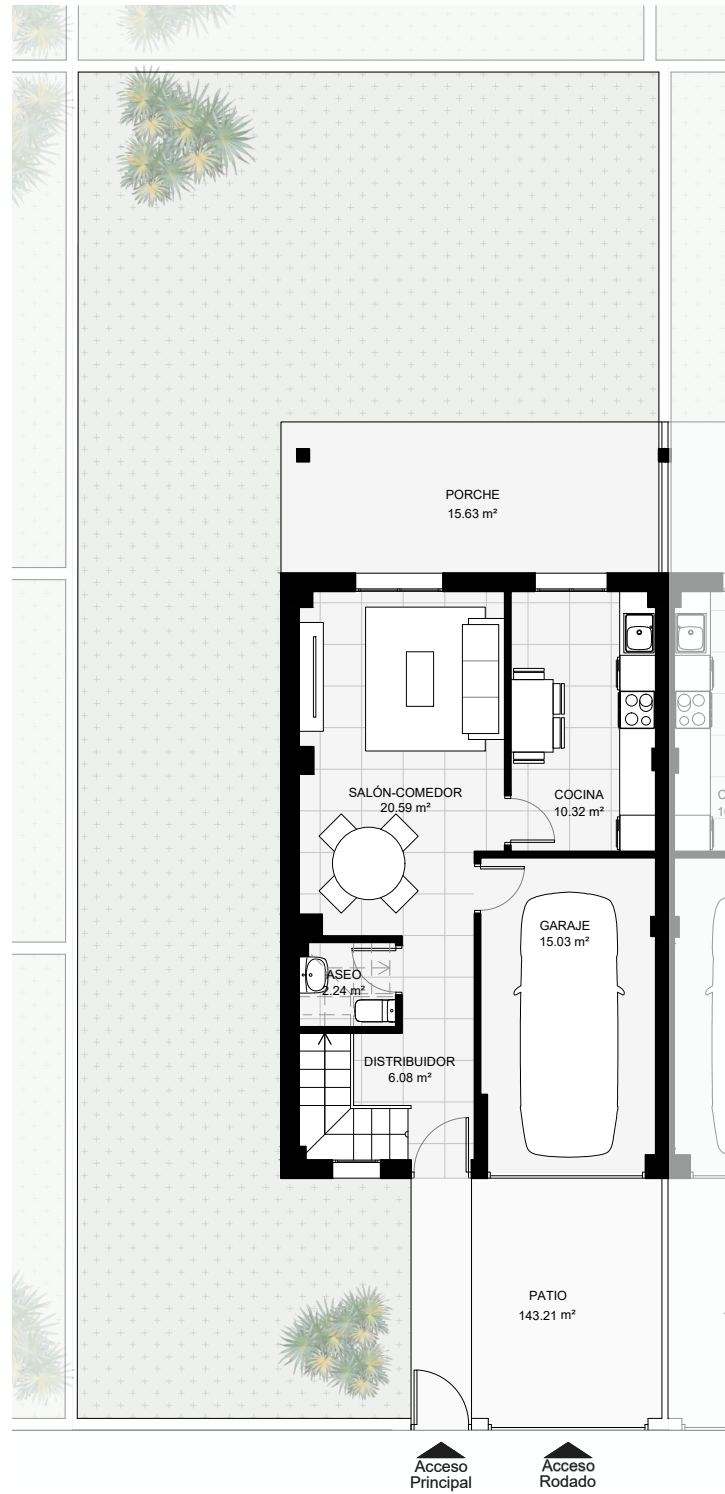 PORCHE
15.63 m²
SALÓN-COMEDOR
20.59 m²
COCINA
10.32 m²
GARAJE
15.03 m²
ASEO
2.24 m²
DISTRIBUIDOR
6.08 m²
PATIO
143.21 m²
Acceso
Principal
Acceso
Rodado